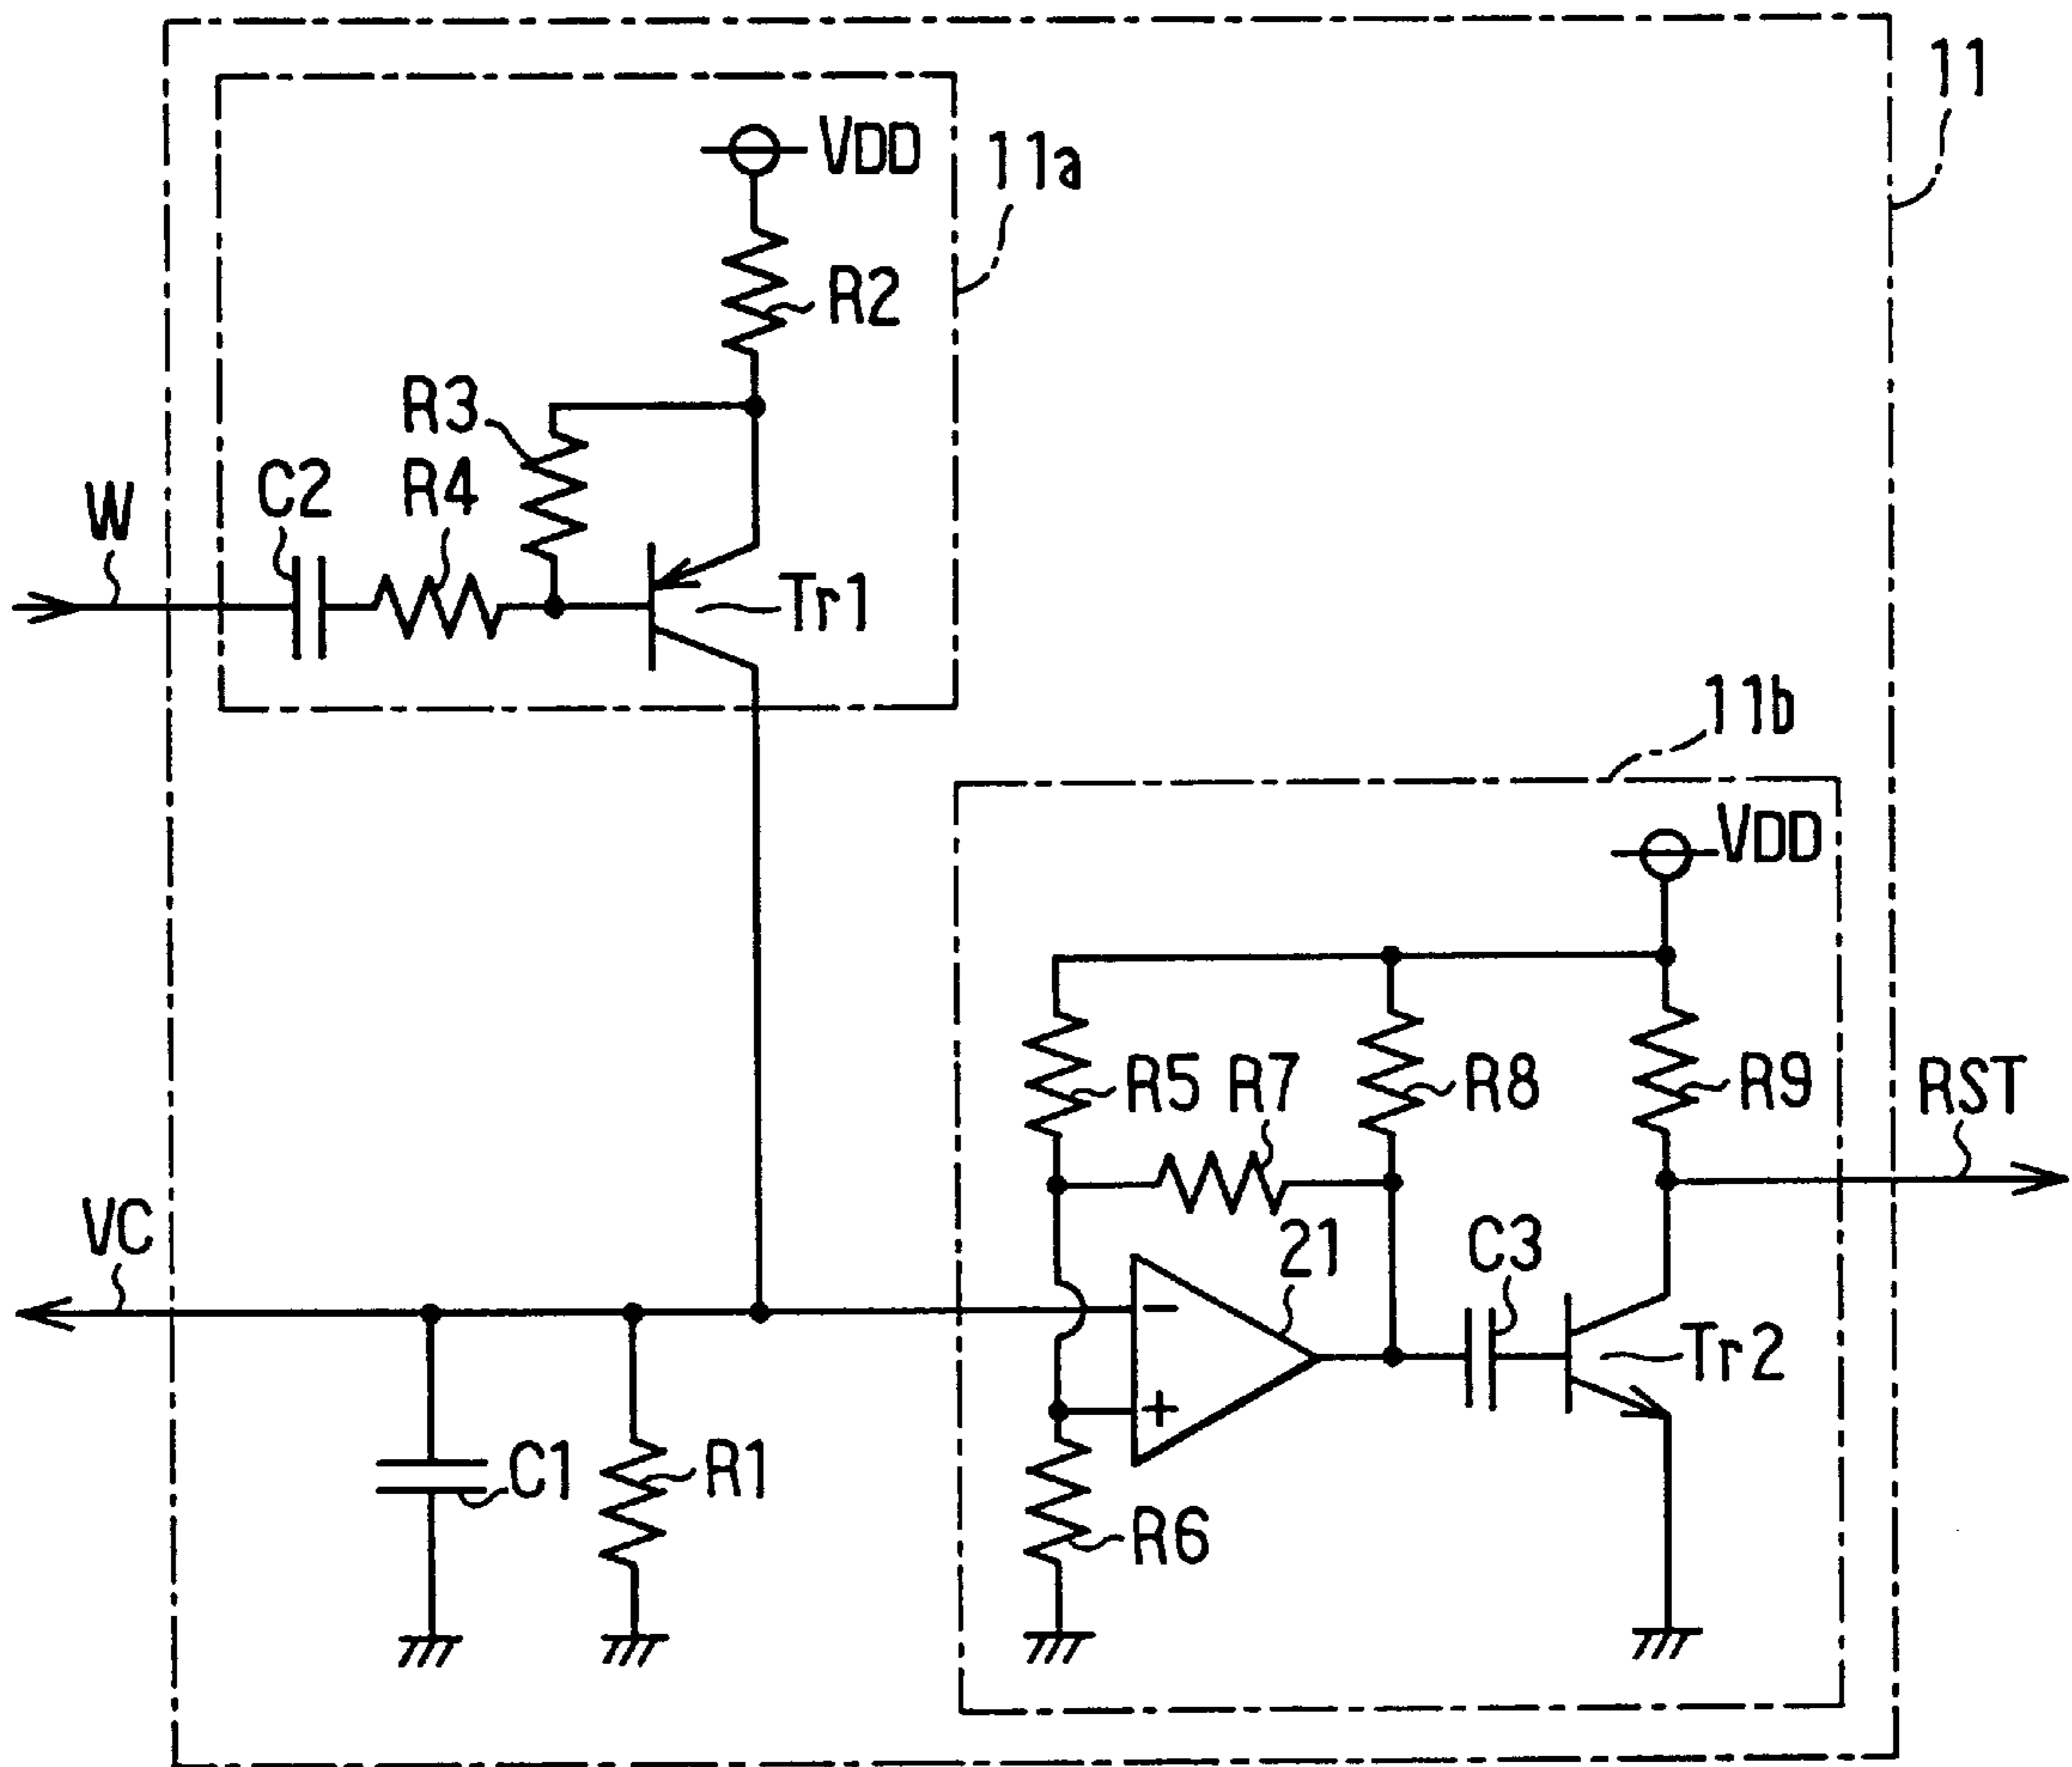 11
VDD
11a
R2
R3
C2
R4
W
Tr1
11b
VDD
R5
R7
R8
R9
RST
VC
21
C3
−
Tr2
+
C1
R1
R6